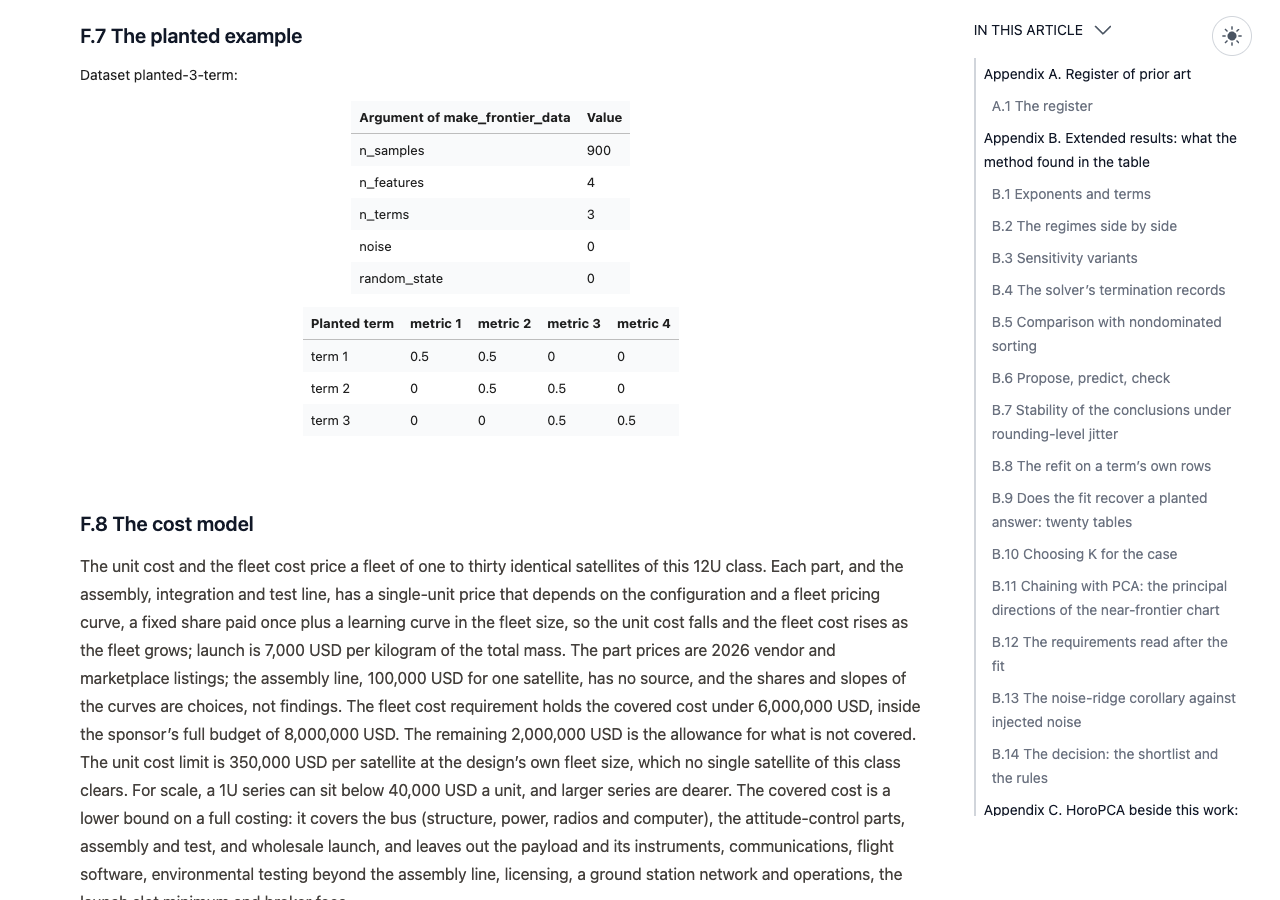 F.7 The planted example
Dataset planted-3-term:
Argument of make_frontier_data Value
n_samples 900
n_features 4
n_terms 3
noise 0
random_state 0
Planted term metric 1 metric 2 metric 3 metric 4
term 1 0.5 0.5 0 0
term 2 0 0.5 0.5 0
term 3 0 0 0.5 0.5
F.8 The cost model
The unit cost and the fleet cost price a fleet of one to thirty identical satellites of this 12U class. Each part, and the
assembly, integration and test line, has a single-unit price that depends on the configuration and a fleet pricing
curve, a fixed share paid once plus a learning curve in the fleet size, so the unit cost falls and the fleet cost rises as
the fleet grows; launch is 7,000 USD per kilogram of the total mass. The part prices are 2026 vendor and
marketplace listings; the assembly line, 100,000 USD for one satellite, has no source, and the shares and slopes of
the curves are choices, not findings. The fleet cost requirement holds the covered cost under 6,000,000 USD, inside
the sponsor’s full budget of 8,000,000 USD. The remaining 2,000,000 USD is the allowance for what is not covered.
The unit cost limit is 350,000 USD per satellite at the design’s own fleet size, which no single satellite of this class
clears. For scale, a 1U series can sit below 40,000 USD a unit, and larger series are dearer. The covered cost is a
lower bound on a full costing: it covers the bus (structure, power, radios and computer), the attitude-control parts,
assembly and test, and wholesale launch, and leaves out the payload and its instruments, communications, flight
software, environmental testing beyond the assembly line, licensing, a ground station network and operations, the
launch slot minimum and broker fees.
IN THIS ARTICLE
Appendix A. Register of prior art
A.1 The register
Appendix B. Extended results: what the
method found in the table
B.1 Exponents and terms
B.2 The regimes side by side
B.3 Sensitivity variants
B.4 The solver’s termination records
B.5 Comparison with nondominated
sorting
B.6 Propose, predict, check
B.7 Stability of the conclusions under
rounding-level jitter
B.8 The refit on a term’s own rows
B.9 Does the fit recover a planted
answer: twenty tables
B.10 Choosing K for the case
B.11 Chaining with PCA: the principal
directions of the near-frontier chart
B.12 The requirements read after the
fit
B.13 The noise-ridge corollary against
injected noise
B.14 The decision: the shortlist and
the rules
Appendix C. HoroPCA beside this work: